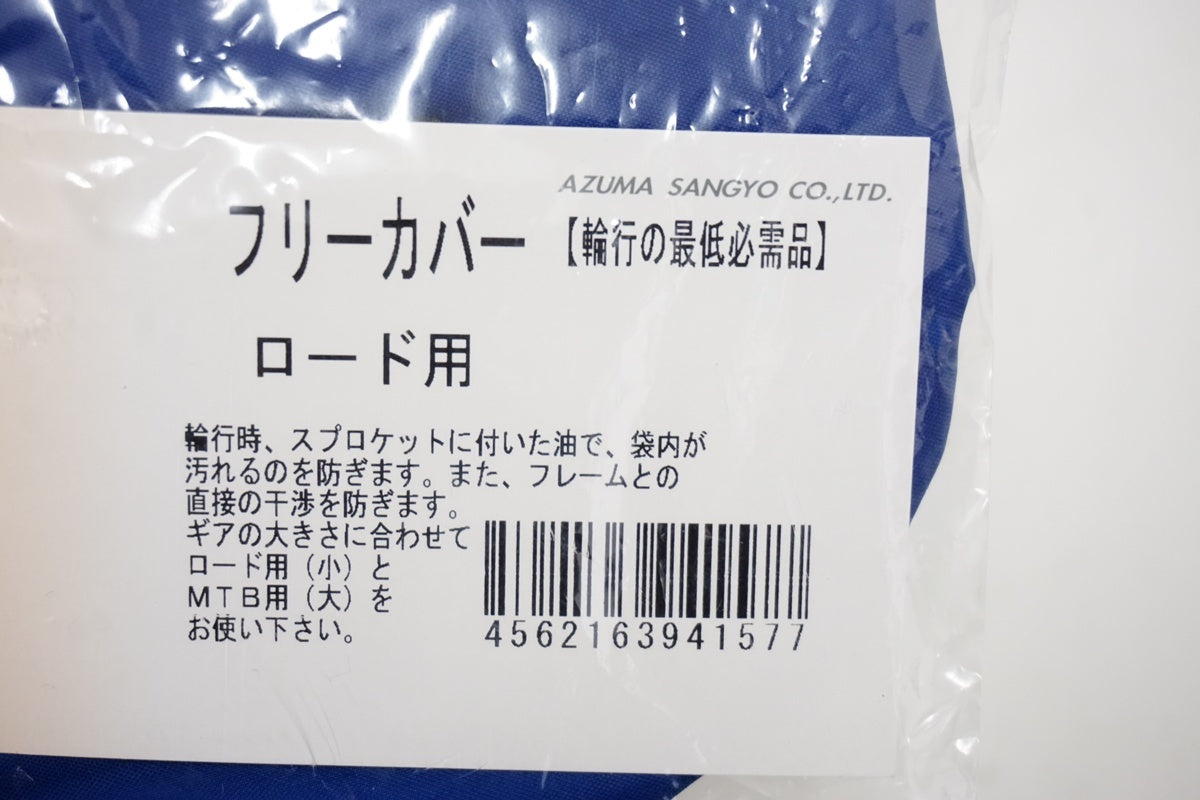 AZUMA SANGYO CO.,LTD.
フリーカバー 【輪行の最低必需品】
ロード用
輪行時、スプロケットに付いた油で、袋内が
汚れるのを防ぎます。また、フレームとの
直接の干渉を防ぎます。
ギアの大きさに合わせて
ロード用（小）と
ＭＴＢ用（大）を
お使い下さい。
4562163941577